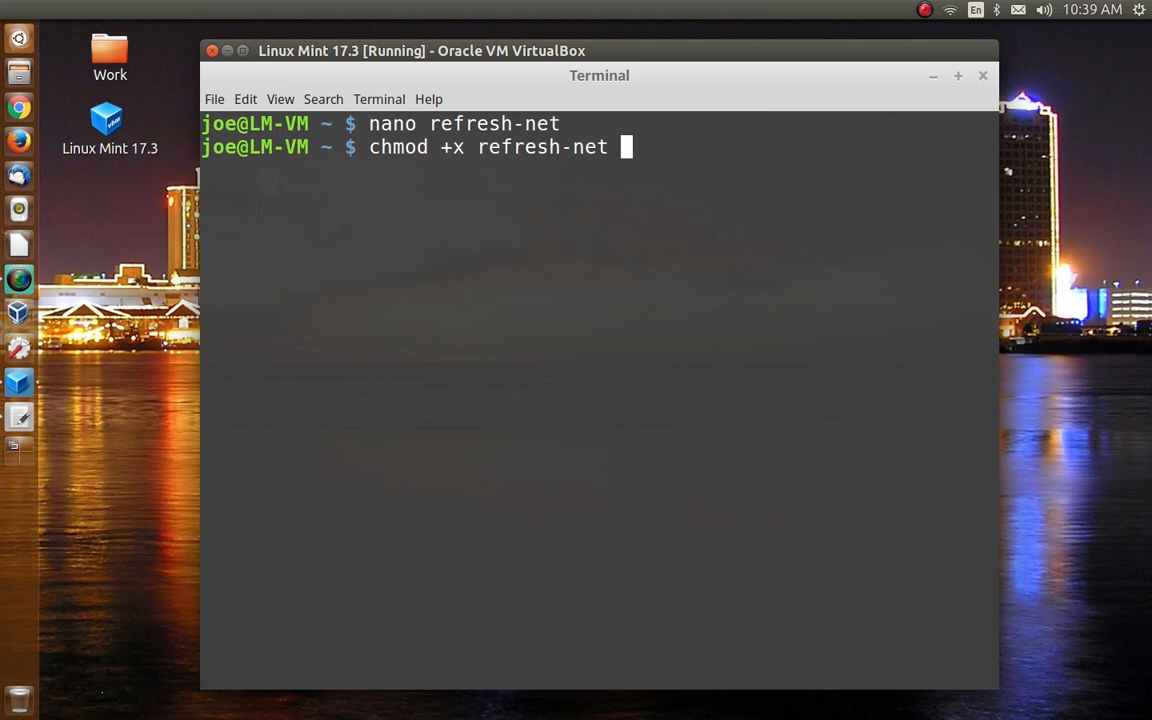 En
10:39 AM
Work
Linux Mint 17.3
Linux Mint 17.3 [Running] - Oracle VM VirtualBox
Terminal
File Edit View Search Terminal Help
joe@LM-VM ~ $ nano refresh-net
joe@LM-VM ~ $ chmod +x refresh-net